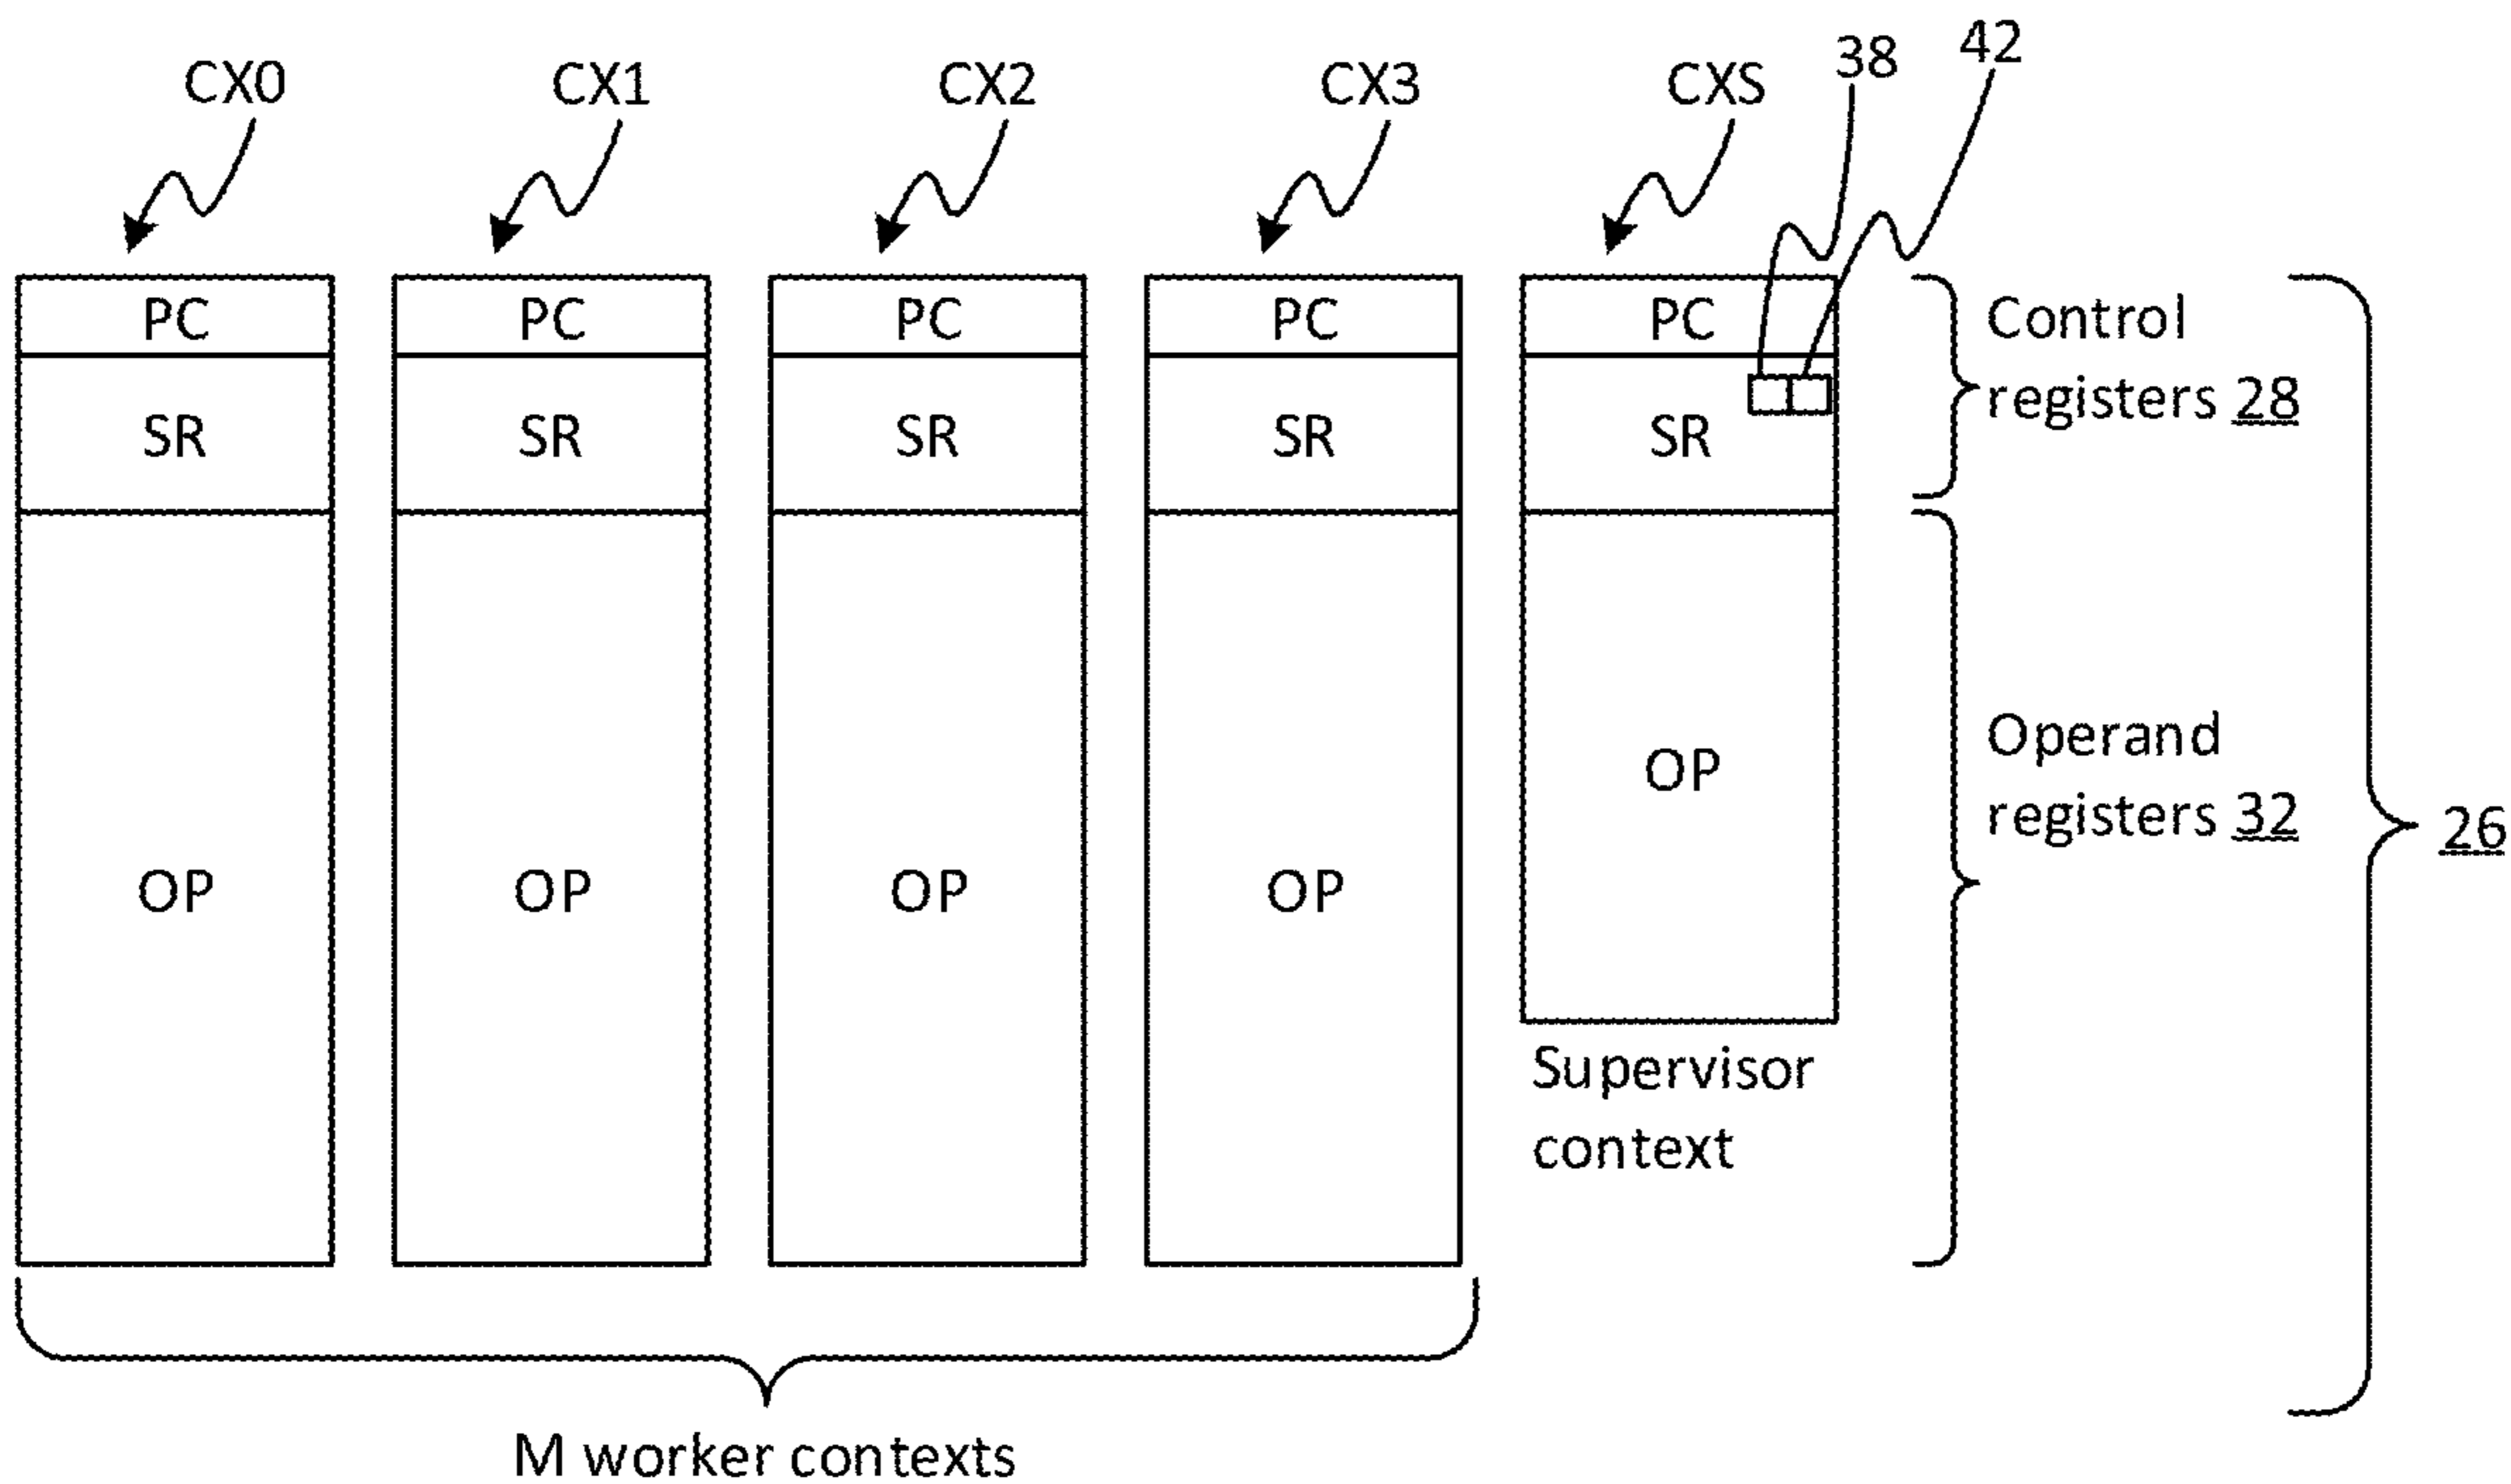 CX0
CX1
CX2
CX3
CXS
38
42
PC
PC
PC
PC
PC
Control
registers 28
SR
SR
SR
SR
SR
OP
OP
OP
OP
OP
Operand
registers 32
26
Supervisor
context
M worker contexts